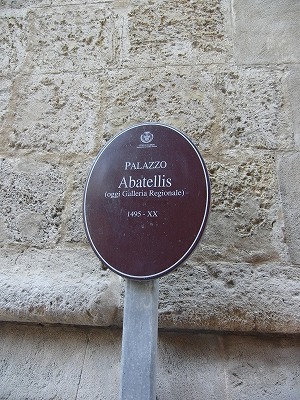 PALAZZO
Abatellis
(oggi Galleria Regionale)
1495 - XX